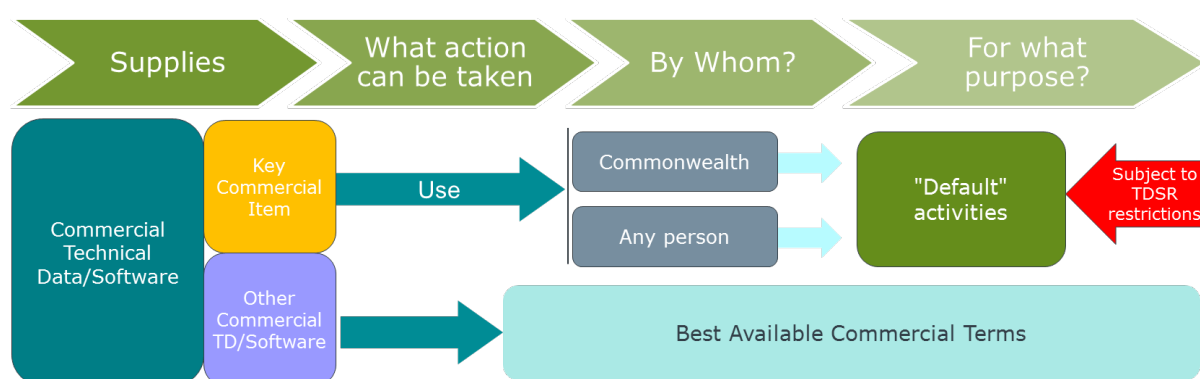 Supplies
What action
can be taken
By Whom?
For what
purpose?
Commercial
Technical
Data/Software
Key
Commercial
Item
Use
Commonwealth
Any person
"Default"
activities
Subject to
TDSR
restrictions
Other
Commercial
TD/Software
Best Available Commercial Terms